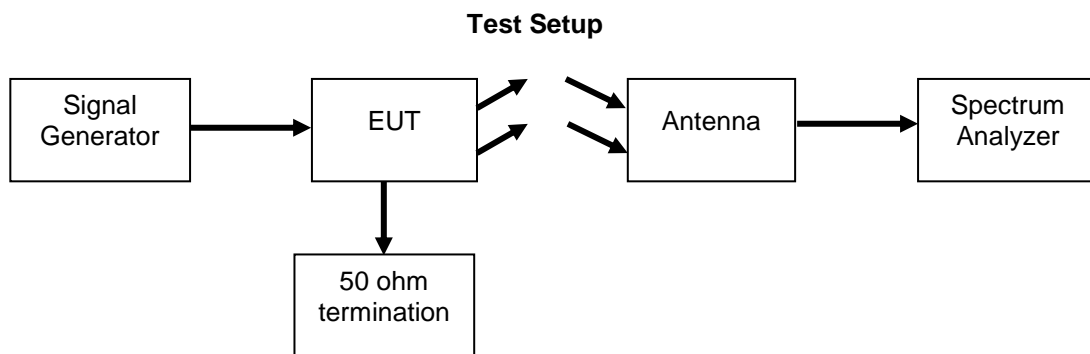 Test Setup
Signal
Generator
EUT
Antenna
Spectrum
Analyzer
50 ohm
termination